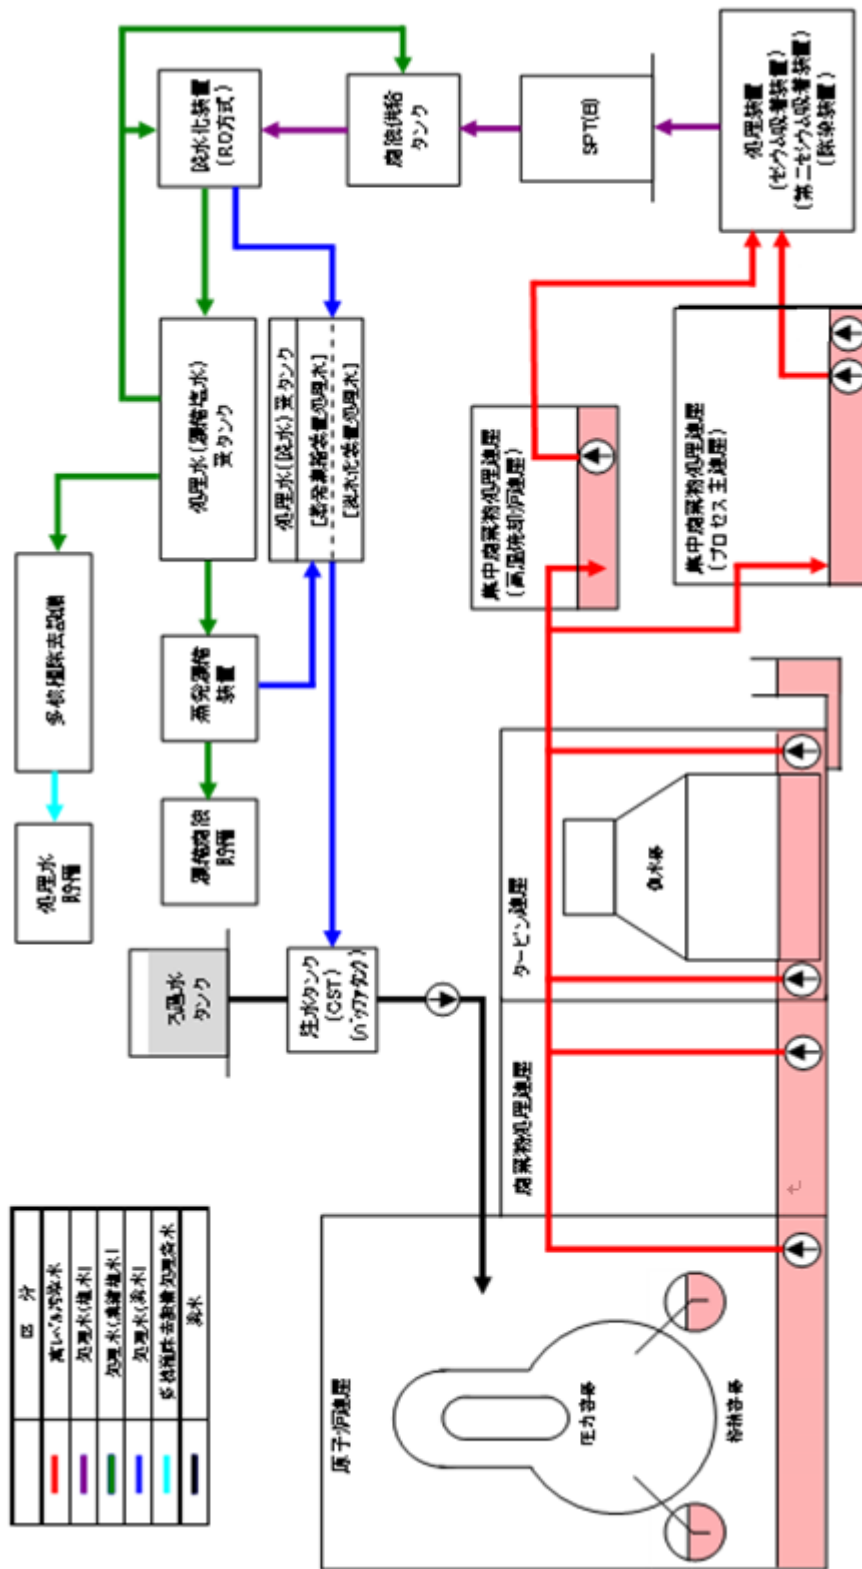 区　分
高レベル汚染水
処理水(塩水)
処理水(濃縮塩水)
処理水(淡水)
多核種除去設備処理済水
淡水
原子炉建屋
圧力容器
格納容器
廃棄物処理建屋
タービン建屋
復水器
ろ過水
タンク
注水タンク
(CST)
(バッファタンク)
処理水
貯槽
多核種除去設備
濃縮廃液
貯槽
蒸発濃縮
装置
処理水(濃縮塩水)
受タンク
処理水(淡水)受タンク
[蒸発濃縮装置処理水]
[淡水化装置処理水]
淡水化装置
(RO方式)
廃液供給
タンク
SPT(B)
処理装置
(セシウム吸着装置)
(第二セシウム吸着装置)
(除染装置)
集中廃棄物処理建屋
(高温焼却炉建屋)
集中廃棄物処理建屋
(プロセス主建屋)